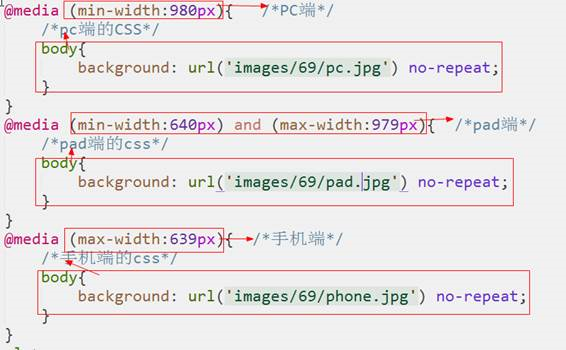 @media (min-width:980px){ /*PC端*/
/*pc端的CSS*/
body{
background: url('images/69/pc.jpg') no-repeat;
}
}
@media (min-width:640px) and (max-width:979px){ /*pad端*/
/*pad端的css*/
body{
background: url('images/69/pad.jpg') no-repeat;
}
}
@media (max-width:639px){ /*手机端*/
/*手机端的css*/
body{
background: url('images/69/phone.jpg') no-repeat;
}
}